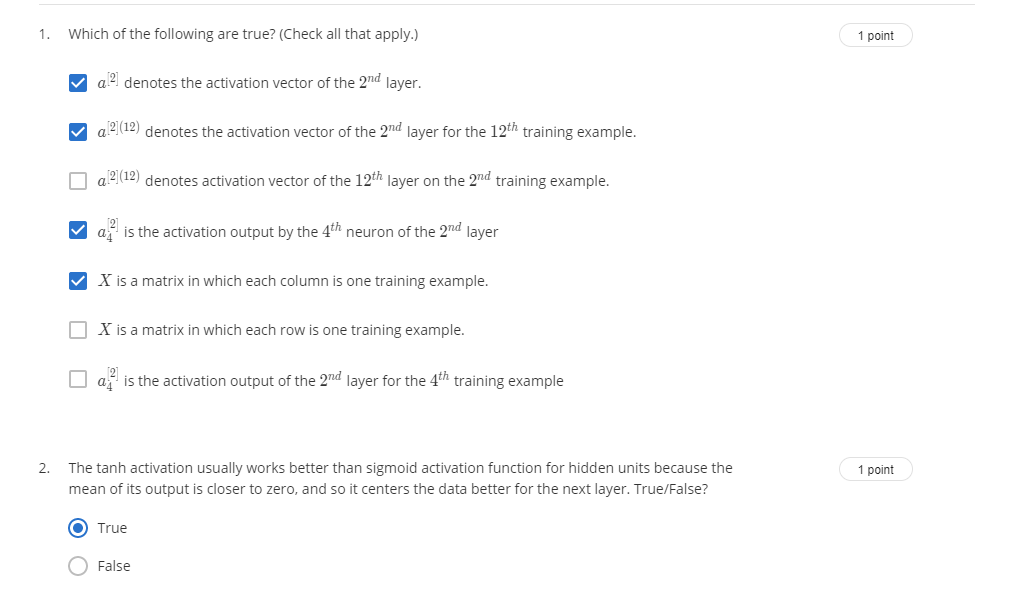 1. Which of the following are true? (Check all that apply.) 1 point
a^[2] denotes the activation vector of the 2^nd layer.
a^[2](12) denotes the activation vector of the 2^nd layer for the 12^th training example.
a^[2](12) denotes activation vector of the 12^th layer on the 2^nd training example.
a_4^[2] is the activation output by the 4^th neuron of the 2^nd layer
X is a matrix in which each column is one training example.
X is a matrix in which each row is one training example.
a_4^[2] is the activation output of the 2^nd layer for the 4^th training example
2. The tanh activation usually works better than sigmoid activation function for hidden units because the 1 point
mean of its output is closer to zero, and so it centers the data better for the next layer. True/False?
True
False